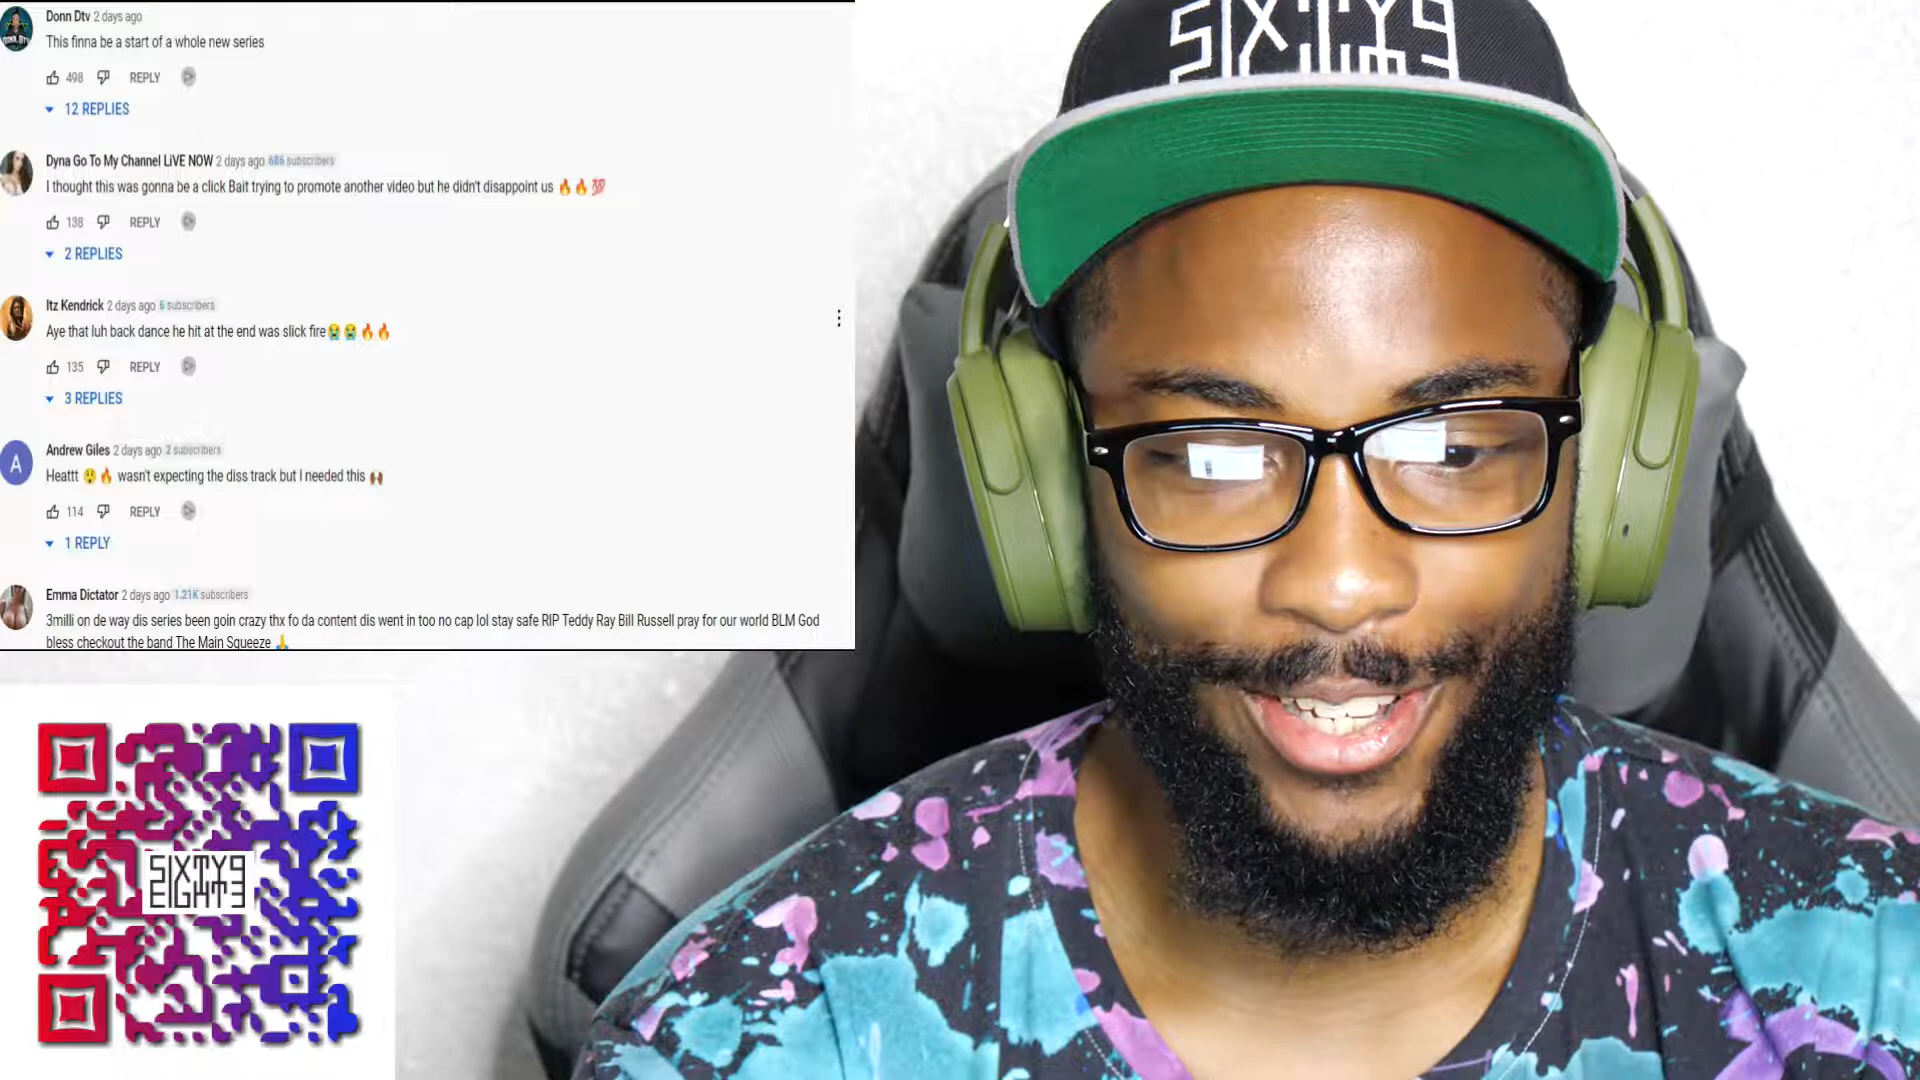 Donn Dtv 2 days ago
This finna be a start of a whole new series
498 REPLY
12 REPLIES
Dyna Go To My Channel LiVE NOW 2 days ago 686 subscribers
I thought this was gonna be a click Bait trying to promote another video but he didn't disappoint us 🔥🔥💯
138 REPLY
2 REPLIES
Itz Kendrick 2 days ago 6 subscribers
Aye that luh back dance he hit at the end was slick fire😭😭🔥🔥
135 REPLY
3 REPLIES
A
Andrew Giles 2 days ago 2 subscribers
Heattt 😲🔥 wasn't expecting the diss track but I needed this 🙌🏾
114 REPLY
1 REPLY
Emma Dictator 2 days ago 1.21K subscribers
3milli on de way dis series been goin crazy thx fo da content dis went in too no cap lol stay safe RIP Teddy Ray Bill Russell pray for our world BLM God
bless checkout the band The Main Squeeze 🙏
SIXTY9
SIXTY9
EIGHT3